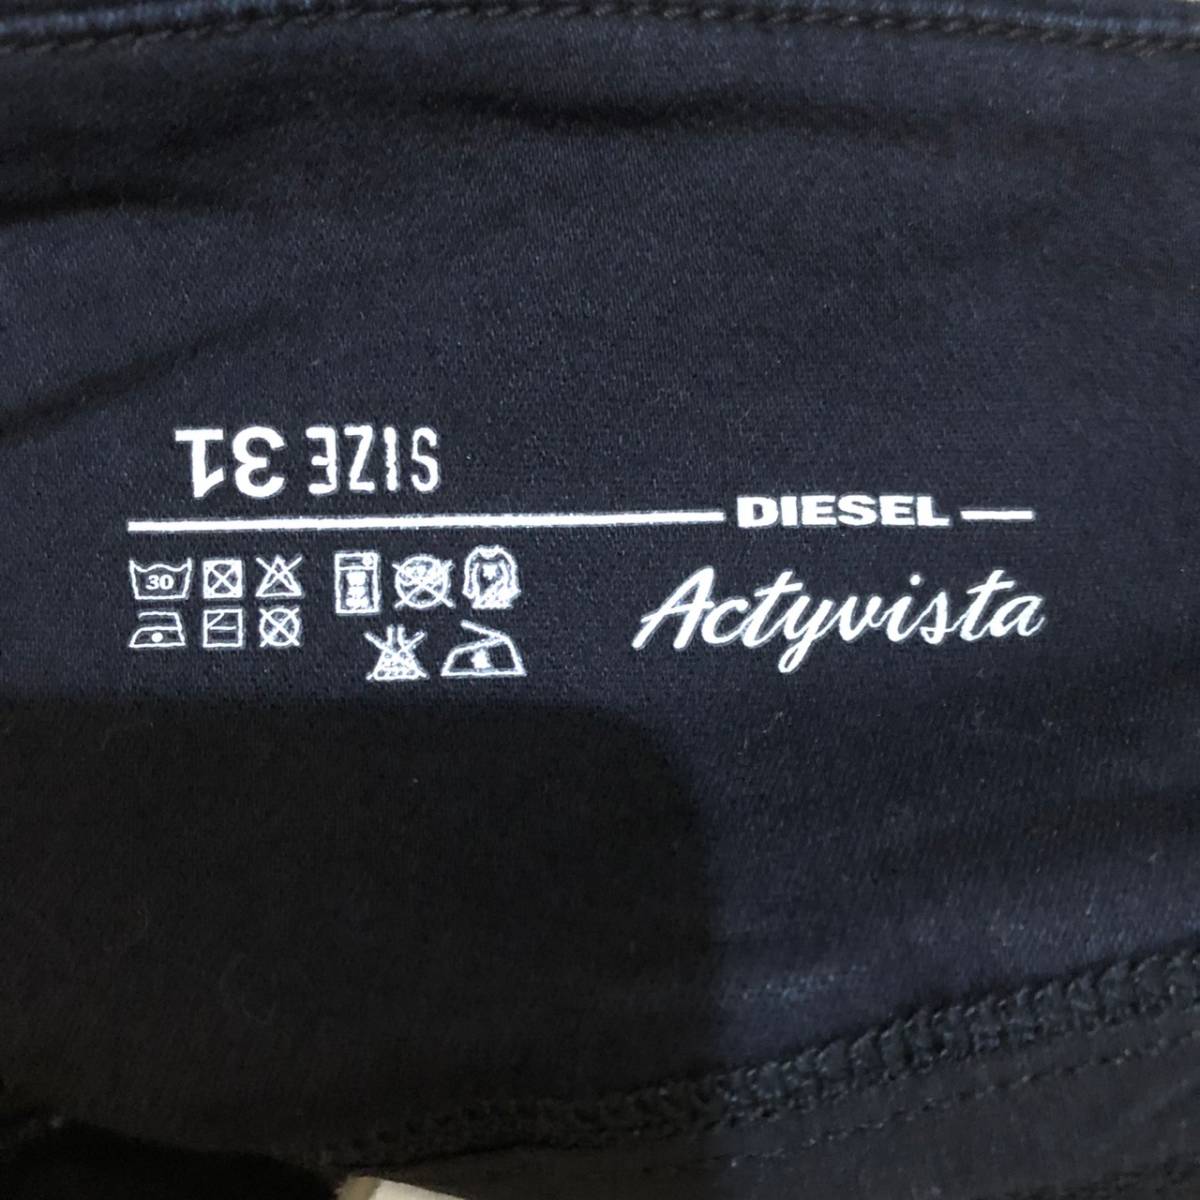 SIZE 31
DIESEL
30
Actyvista